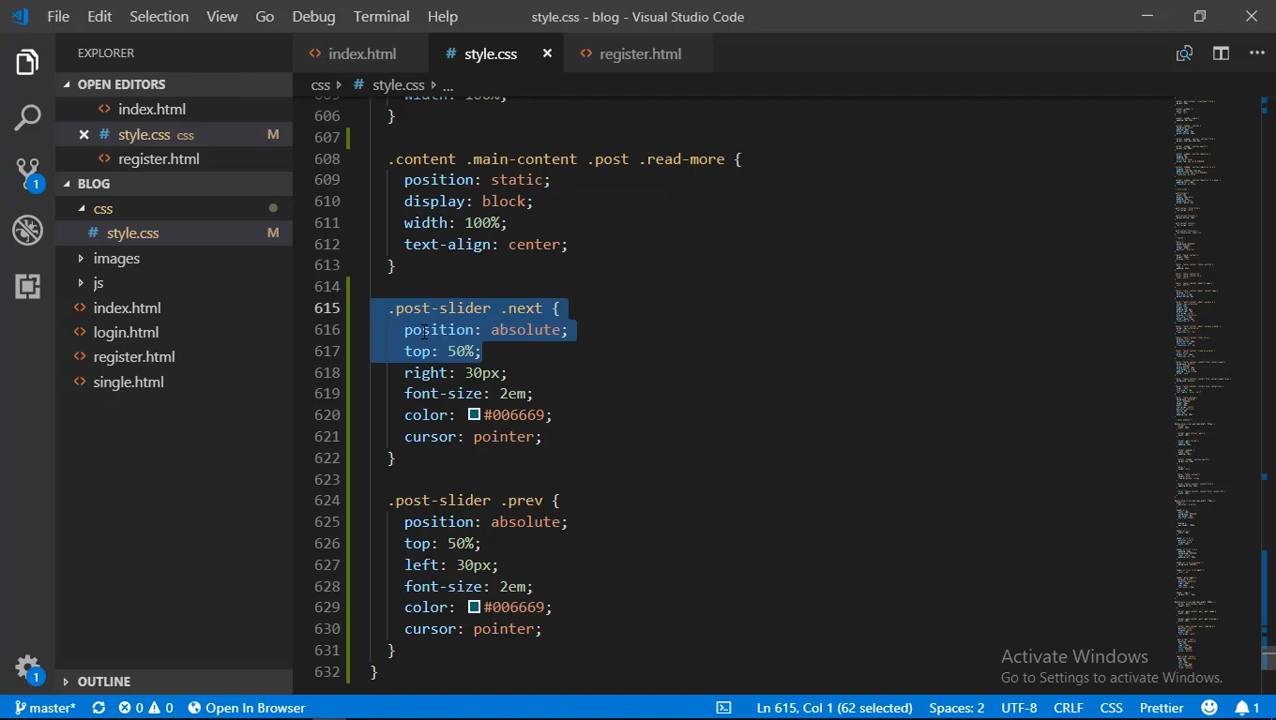 File Edit Selection View Go Debug Terminal Help style.css - blog - Visual Studio Code
EXPLORER
OPEN EDITORS
index.html
style.css css M
register.html
BLOG
css
style.css M
images
js
index.html
login.html
register.html
single.html
OUTLINE
index.html style.css register.html
css › style.css › ...
606 }
607
608 .content .main-content .post .read-more {
609 position: static;
610 display: block;
611 width: 100%;
612 text-align: center;
613 }
614
615 .post-slider .next {
616 position: absolute;
617 top: 50%;
618 right: 30px;
619 font-size: 2em;
620 color: #006669;
621 cursor: pointer;
622 }
623
624 .post-slider .prev {
625 position: absolute;
626 top: 50%;
627 left: 30px;
628 font-size: 2em;
629 color: #006669;
630 cursor: pointer;
631 }
632 }
1
1
Activate Windows
Go to Settings to activate Windows.
master* 0 0 Open In Browser Ln 615, Col 1 (62 selected) Spaces: 2 UTF-8 CRLF CSS Prettier 1